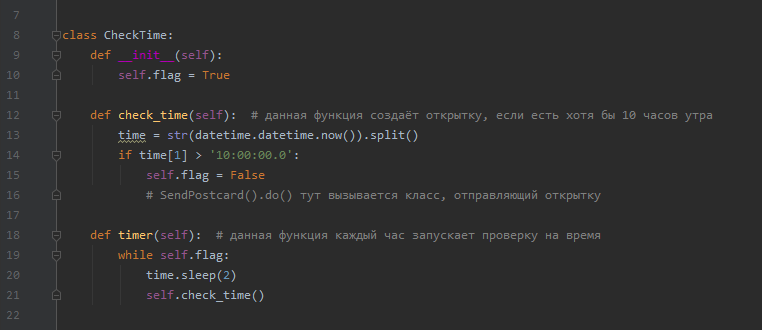 7
8 class CheckTime:
9     def __init__(self):
10         self.flag = True
11
12     def check_time(self):  # данная функция создаёт открытку, если есть хотя бы 10 часов утра
13         time = str(datetime.datetime.now()).split()
14         if time[1] > '10:00:00.0':
15             self.flag = False
16             # SendPostcard().do() тут вызывается класс, отправляющий открытку
17
18     def timer(self):  # данная функция каждый час запускает проверку на время
19         while self.flag:
20             time.sleep(2)
21             self.check_time()
22